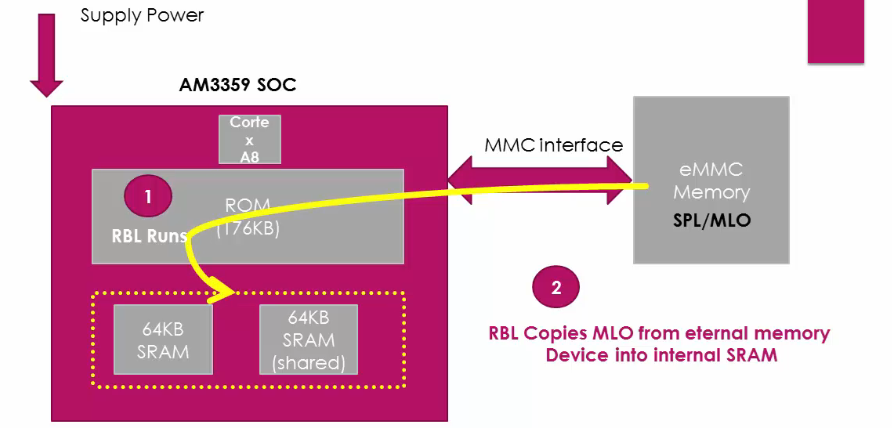 Supply Power
AM3359 SOC
Corte
x
A8
MMC interface
eMMC
Memory
SPL/MLO
1
ROM
(176KB)
RBL Runs
2
RBL Copies MLO from eternal memory
Device into internal SRAM
64KB
SRAM
64KB
SRAM
(shared)